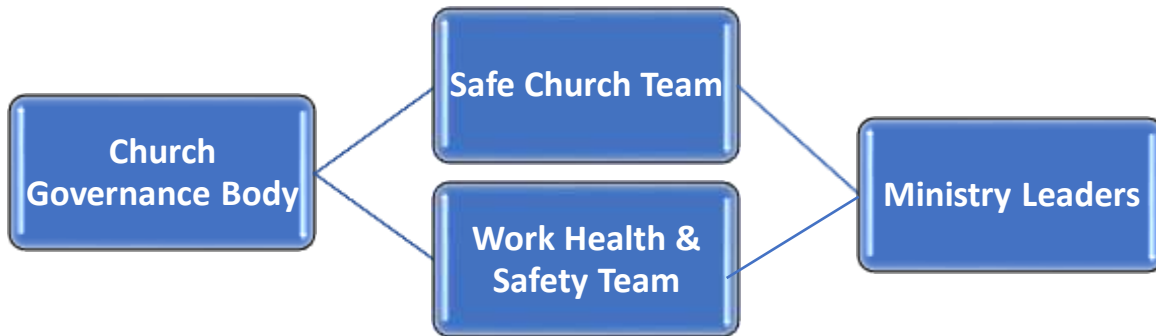 Church
Governance Body
Safe Church Team
Work Health &
Safety Team
Ministry Leaders